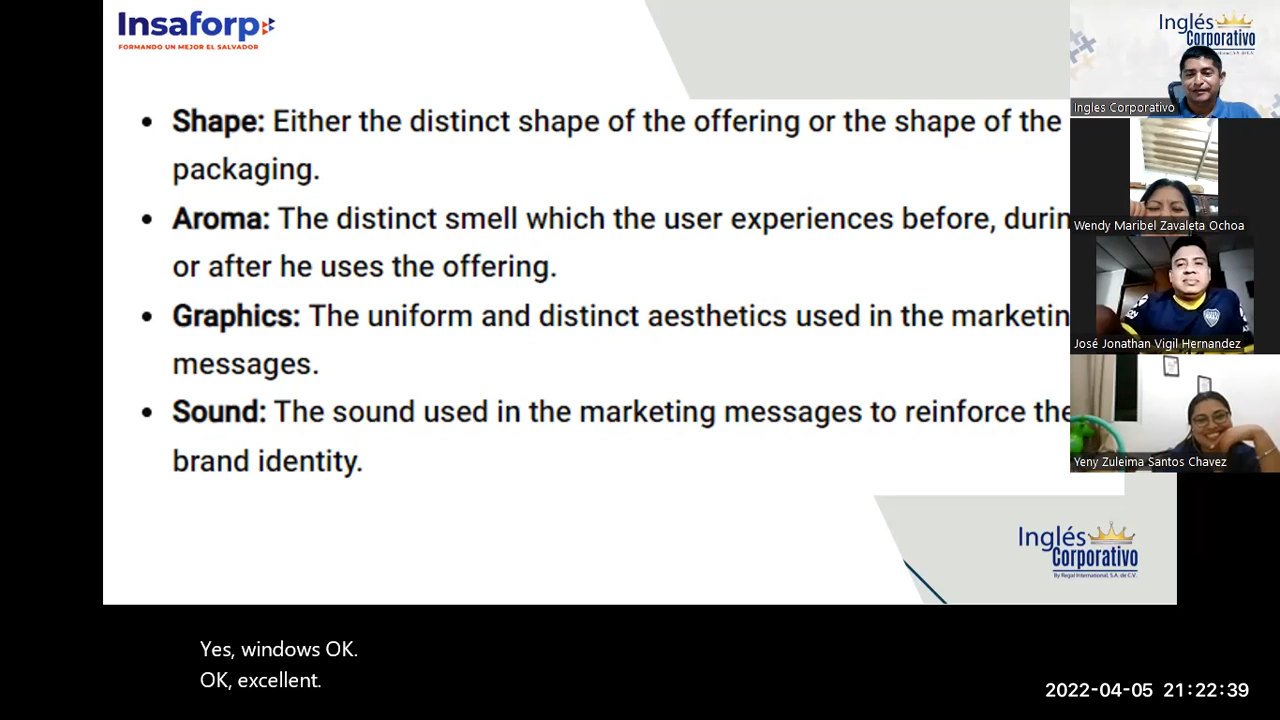 Insaforp
FORMANDO UN MEJOR EL SALVADOR
• Shape: Either the distinct shape of the offering or the shape of the
packaging.
• Aroma: The distinct smell which the user experiences before, durin
or after he uses the offering.
• Graphics: The uniform and distinct aesthetics used in the marketin
messages.
• Sound: The sound used in the marketing messages to reinforce the
brand identity.
Inglés
Corporativo
By Regal International, S.A. de C.V.
Inglés
Corporativo
Ingles Corporativo
Wendy Maribel Zavaleta Ochoa
José Jonathan Vigil Hernandez
Yeny Zuleima Santos Chavez
Yes, windows OK.
OK, excellent.
2022-04-05 21:22:39